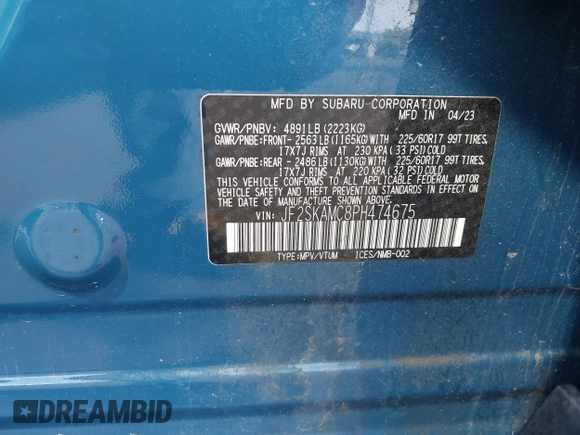 MFD BY SUBARU CORPORATION
MFD IN 04/23
GVWR/PNBV: 4891LB(2223KG)
GAWR/PNBE:FRONT-2563LB(1165KG)WITH 225/60R17 99T TIRES,
17X7J RIMS AT 230 KPA(33 PSI)COLD
GAWR/PNBE:REAR -2486LB(1130KG)WITH 225/60R17 99T TIRES,
17X7J RIMS AT 220 KPA(32 PSI)COLD
THIS VEHICLE CONFORMS TO ALL APPLICABLE FEDERAL MOTOR
VEHICLE SAFETY AND THEFT PREVENTION STANDARDS IN EFFECT ON
THE DATE OF MANUFACTURE SHOWN ABOVE.
VIN: JF2SKAMC8PH474675
TYPE:MPV/VTUM ICES/NMB-002
DREAMBID